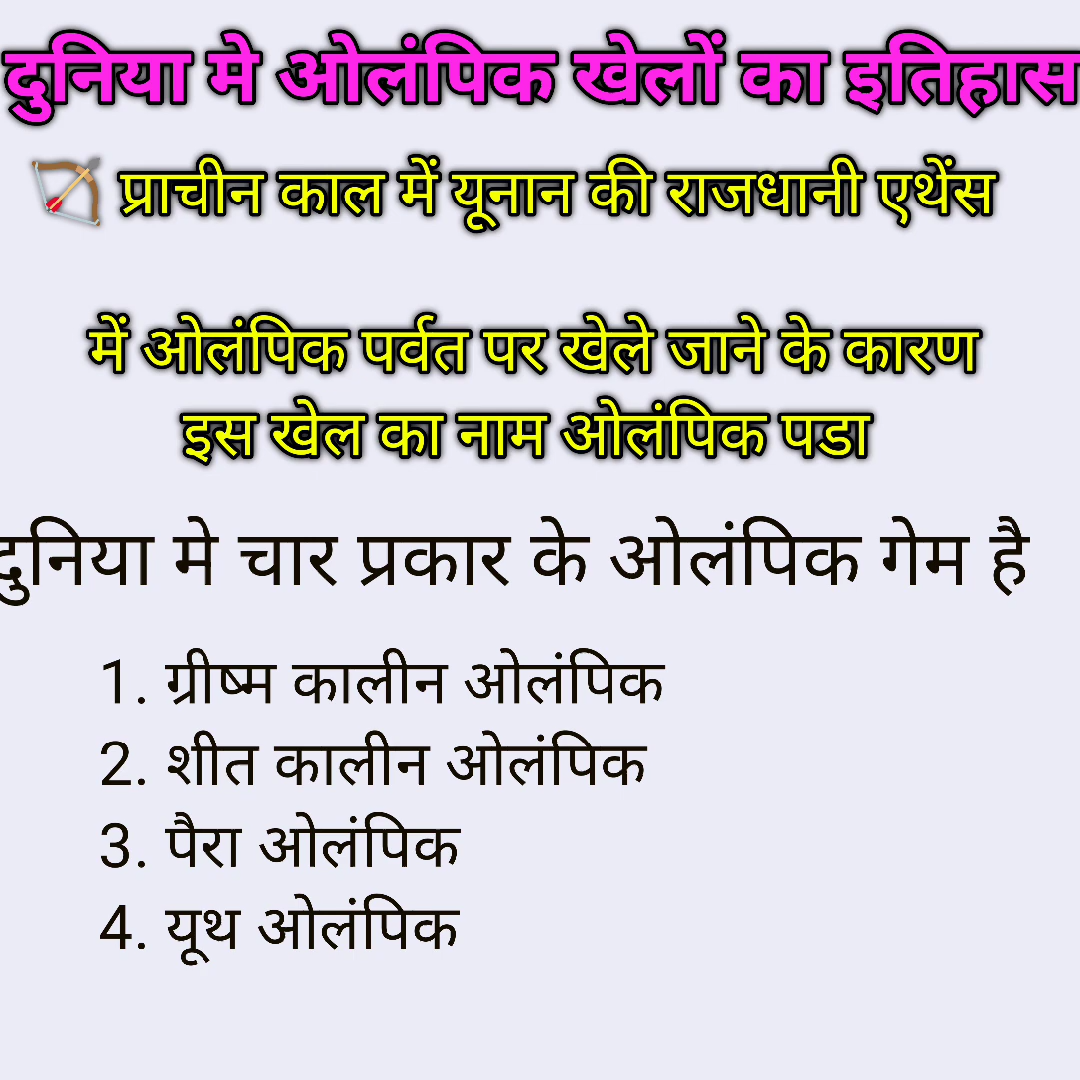 दुनिया मे ओलंपिक खेलों का इतिहास
🏹 प्राचीन काल में यूनान की राजधानी एथेंस
में ओलंपिक पर्वत पर खेले जाने के कारण
इस खेल का नाम ओलंपिक पडा
दुनिया मे चार प्रकार के ओलंपिक गेम है
1. ग्रीष्म कालीन ओलंपिक
2. शीत कालीन ओलंपिक
3. पैरा ओलंपिक
4. यूथ ओलंपिक